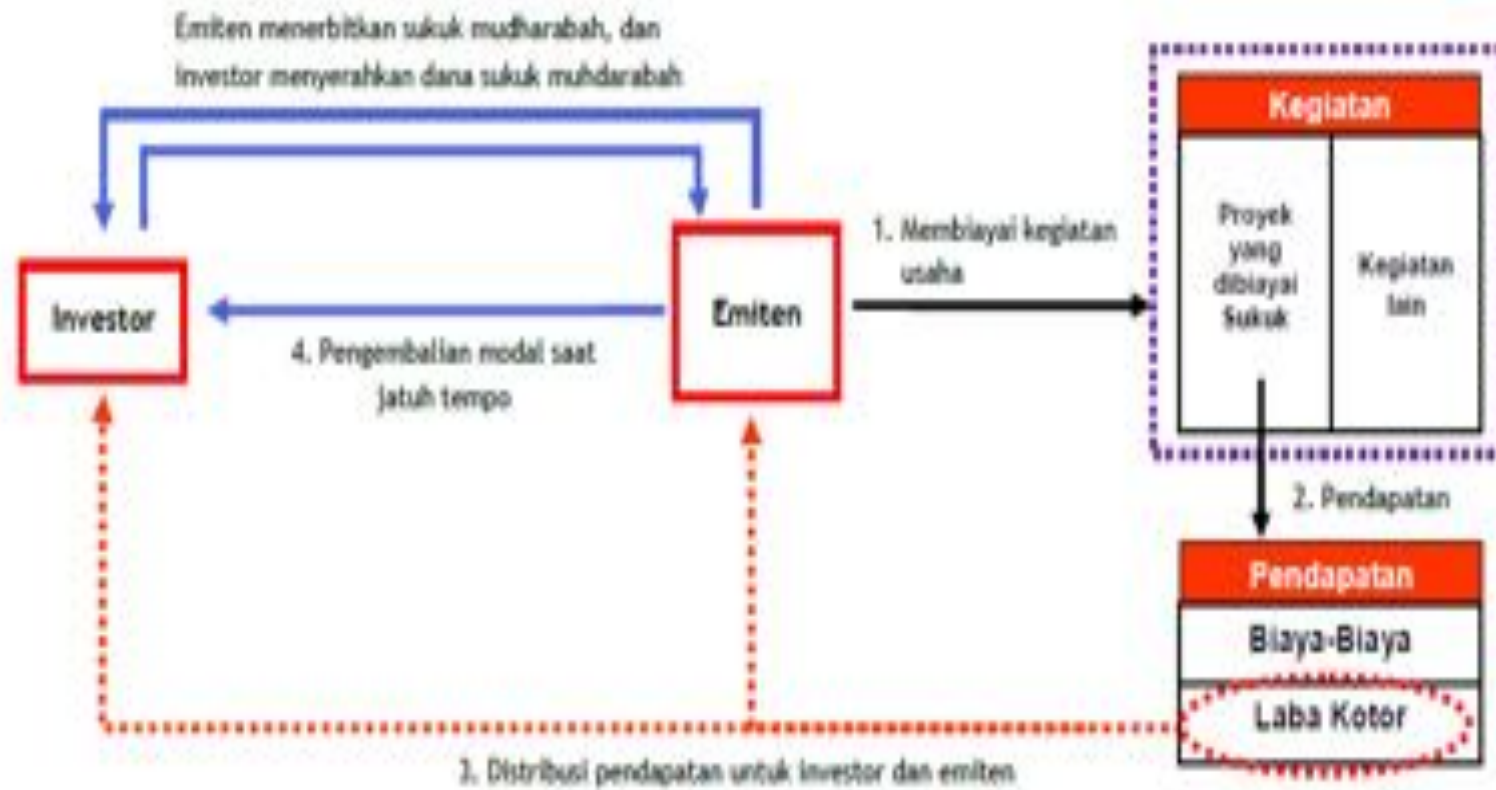 Emiten menerbitkan sukuk mudharabah, dan
investor menyerahkan dana sukuk muhdarabah
Investor
Emiten
4. Pengembalian modal saat
jatuh tempo
1. Membiayai kegiatan
usaha
Kegiatan
Proyek
yang
dibiayai
Sukuk
Kegiatan
lain
2. Pendapatan
Pendapatan
Biaya-Biaya
Laba Kotor
3. Distribusi pendapatan untuk investor dan emiten